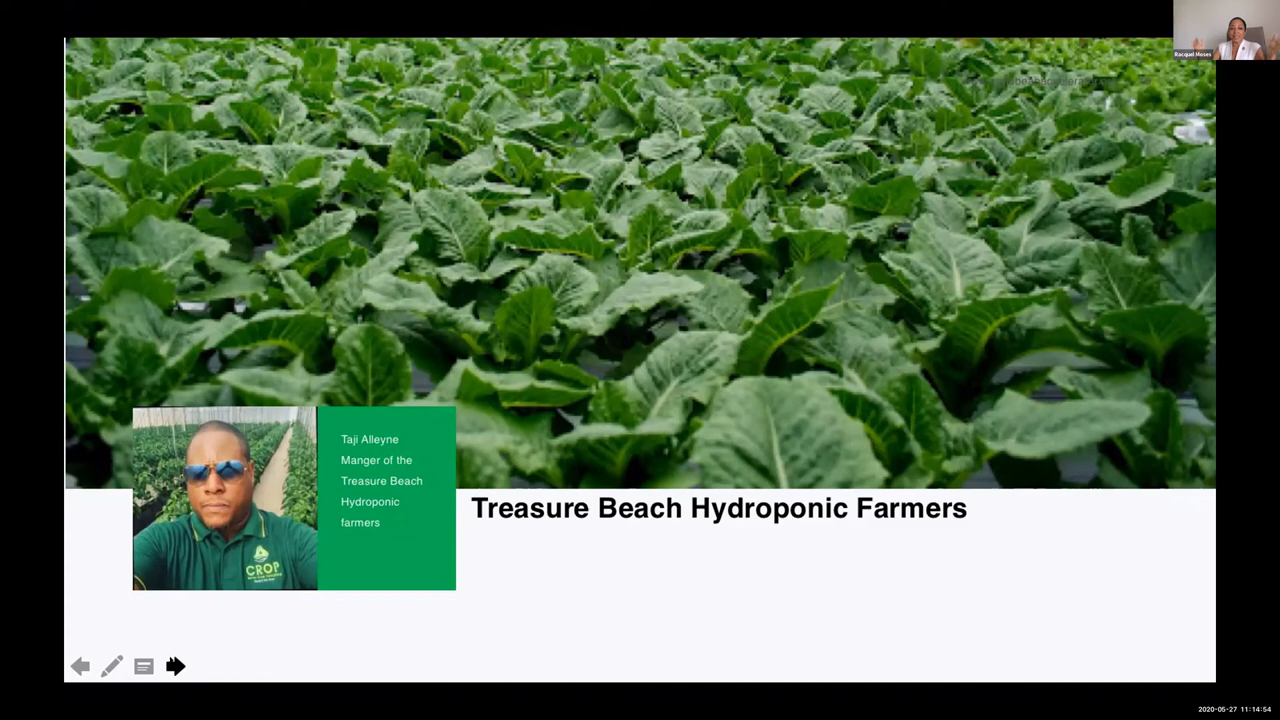 Racquel Moses
Taji Alleyne
Manger of the
Treasure Beach
Hydroponic
farmers
CROP
Treasure Beach Hydroponic Farmers
2020-05-27 11:14:54